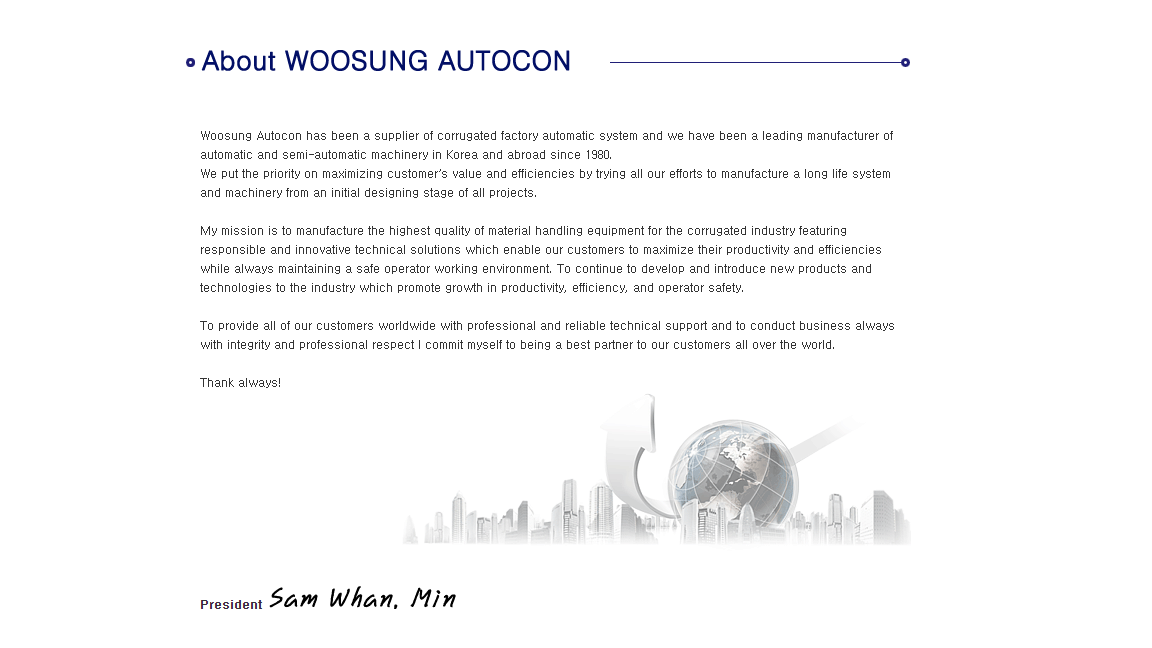 About WOOSUNG AUTOCON
Woosung Autocon has been a supplier of corrugated factory automatic system and we have been a leading manufacturer of
automatic and semi-automatic machinery in Korea and abroad since 1980.
We put the priority on maximizing customer's value and efficiencies by trying all our efforts to manufacture a long life system
and machinery from an initial designing stage of all projects.
My mission is to manufacture the highest quality of material handling equipment for the corrugated industry featuring
responsible and innovative technical solutions which enable our customers to maximize their productivity and efficiencies
while always maintaining a safe operator working environment. To continue to develop and introduce new products and
technologies to the industry which promote growth in productivity, efficiency, and operator safety.
To provide all of our customers worldwide with professional and reliable technical support and to conduct business always
with integrity and professional respect I commit myself to being a best partner to our customers all over the world.
Thank always!
President Sam Whan, Min